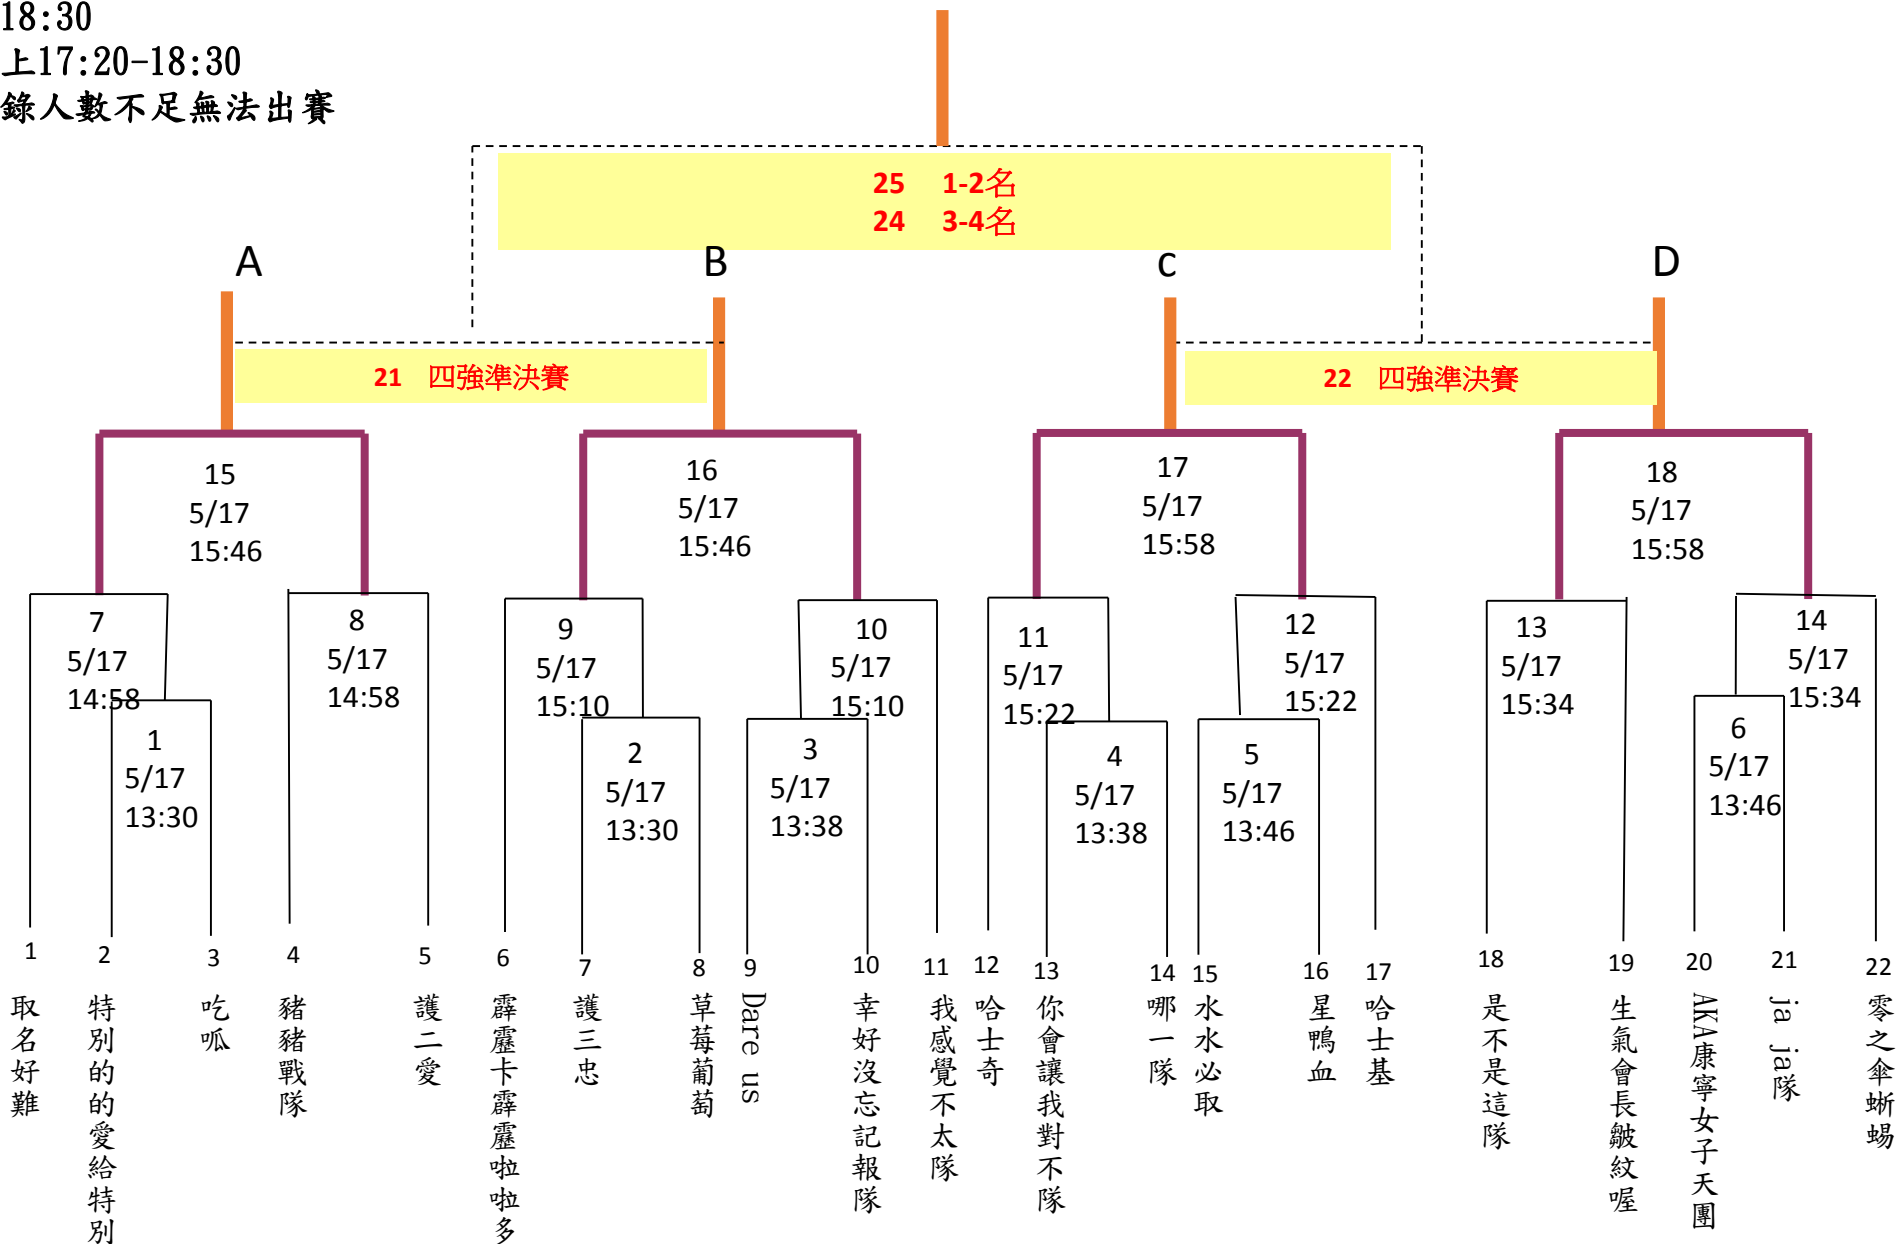 18:30
上17:20-18:30
錄人數不足無法出賽
25 1-2名
24 3-4名
A
B
c
D
21 四強準決賽
22 四強準決賽
15
5/17
15:46
16
5/17
15:46
17
5/17
15:58
18
5/17
15:58
7
5/17
14:58
8
5/17
14:58
9
5/17
15:10
10
5/17
15:10
11
5/17
15:22
12
5/17
15:22
13
5/17
15:34
14
5/17
15:34
1
5/17
13:30
2
5/17
13:30
3
5/17
13:38
4
5/17
13:38
5
5/17
13:46
6
5/17
13:46
1
取名好難
2
特別的的愛給特別
3
吃呱
4
豬豬戰隊
5
護二愛
6
霹靂卡霹靂啦啦多
7
護三忠
8
草莓葡萄
9
Dare us
10
幸好沒忘記報隊
11
我感覺不太隊
12
哈士奇
13
你會讓我對不隊
14
哪一隊
15
水水必取
16
星鴨血
17
哈士基
18
是不是這隊
19
生氣會長皺紋喔
20
AKA康寧女子天團
21
ja ja隊
22
零之傘蜥蜴